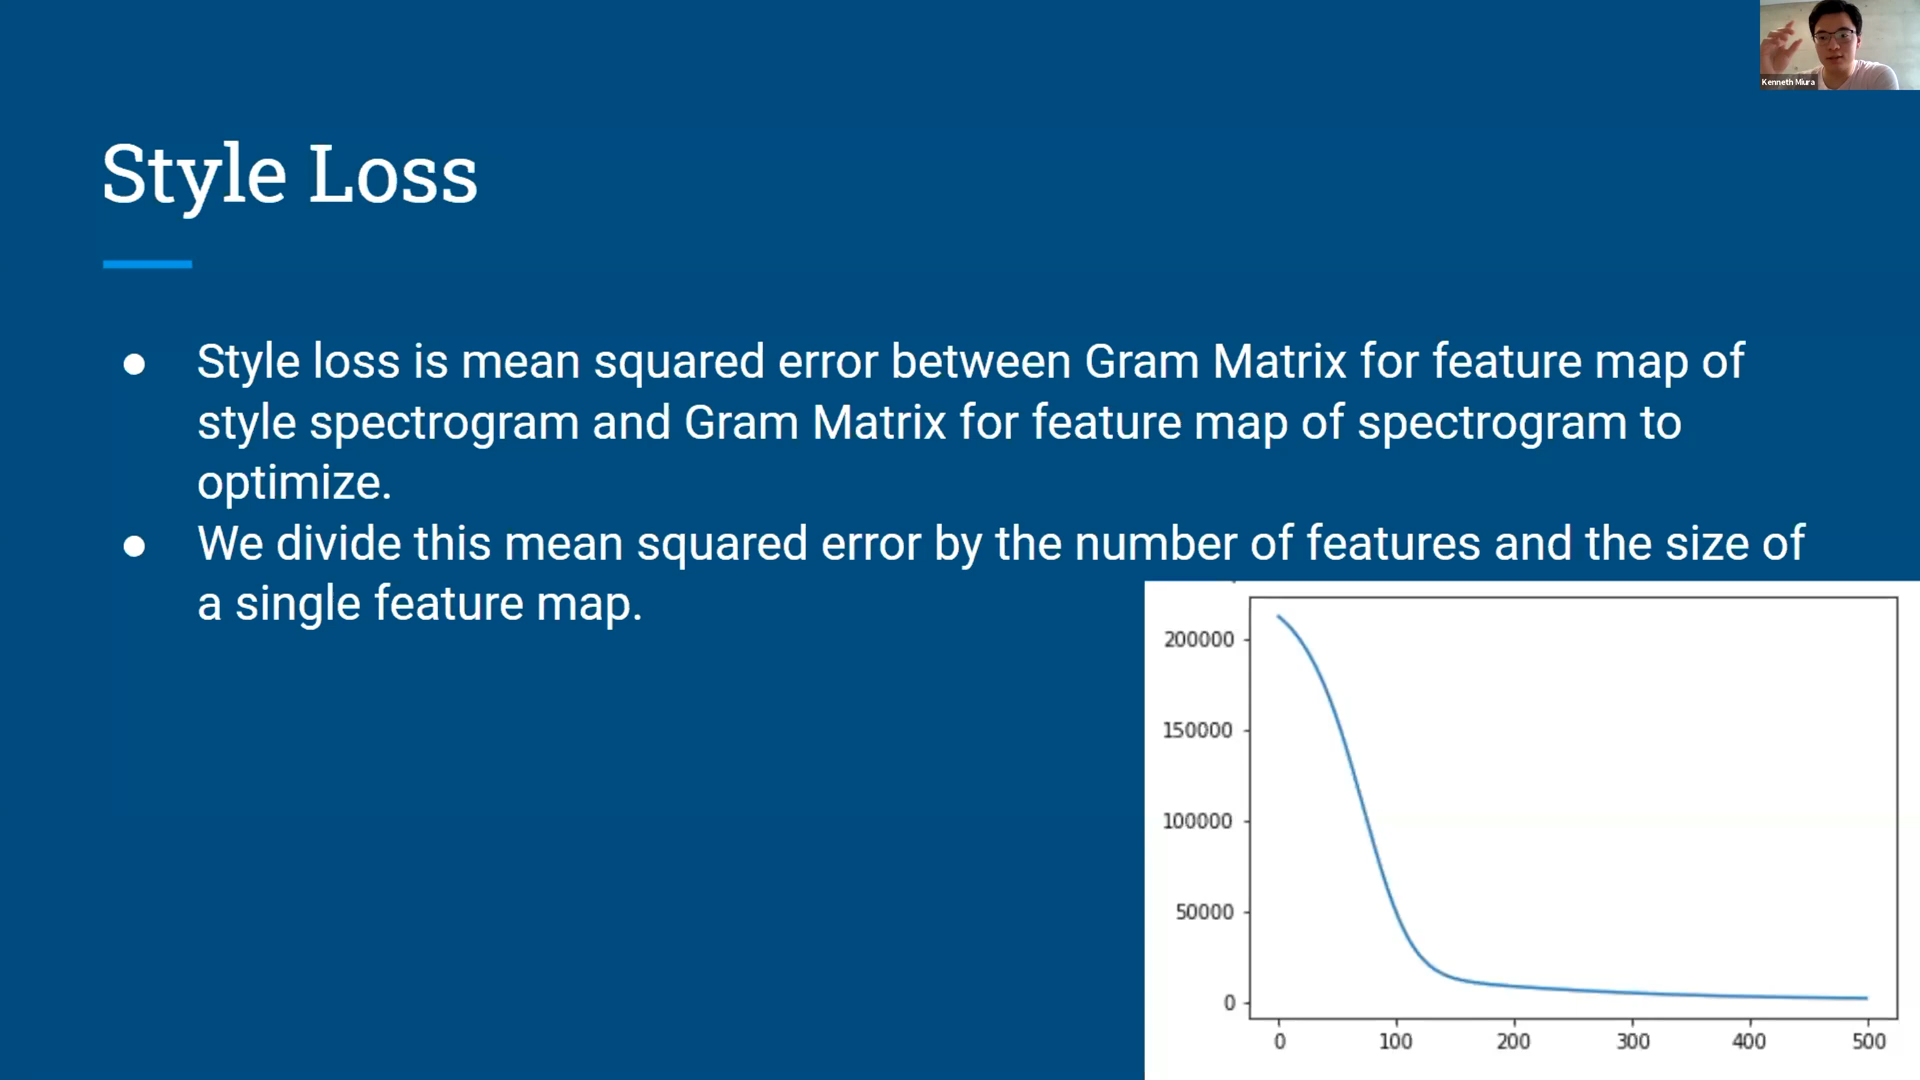 Kenneth Miura
Style Loss
● Style loss is mean squared error between Gram Matrix for feature map of
style spectrogram and Gram Matrix for feature map of spectrogram to
optimize.
● We divide this mean squared error by the number of features and the size of
a single feature map.
200000
150000
100000
50000
0
0 100 200 300 400 500